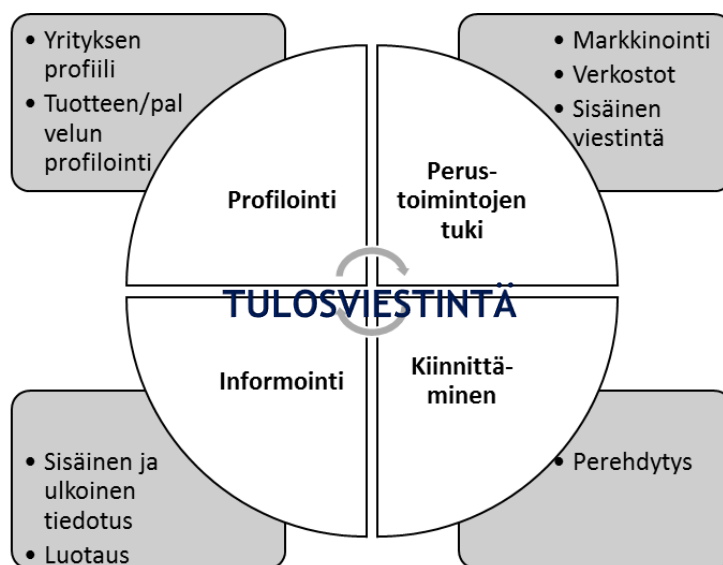 • Yrityksen
profiili
• Tuotteen/pal
velun
profilointi
• Markkinointi
• Verkostot
• Sisäinen
viestintä
Profilointi
Perus-
toimintojen
tuki
TULOSVIESTINTÄ
Informointi
Kiinnittä-
minen
• Sisäinen ja
ulkoinen
tiedotus
• Luotaus
• Perehdytys